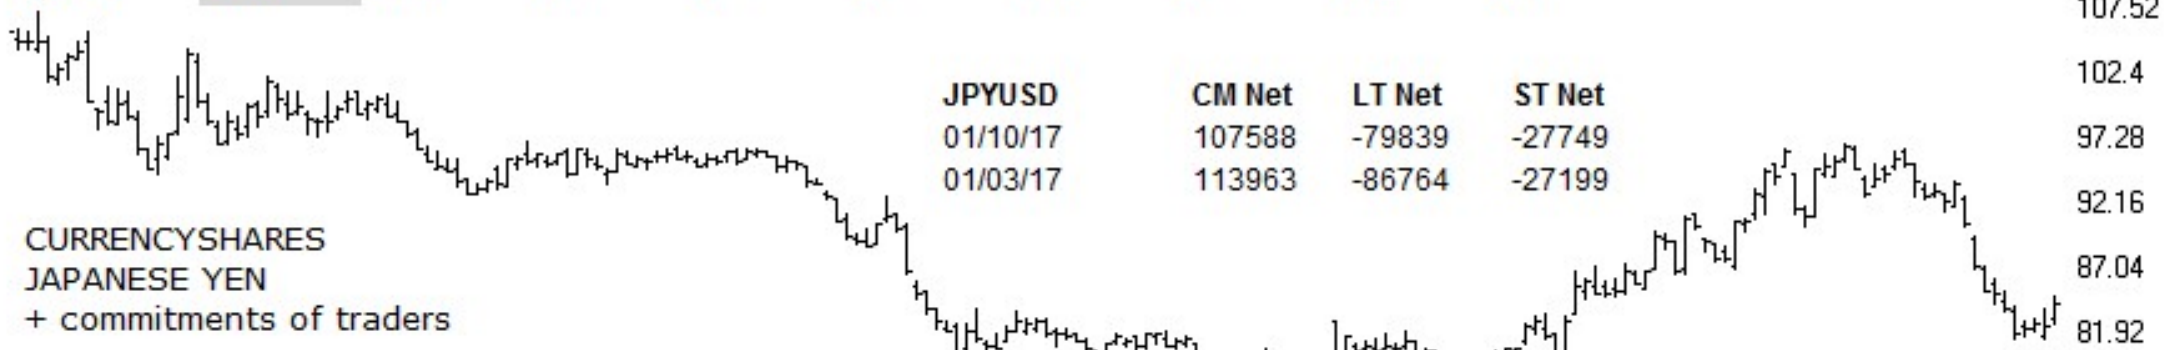 107.52
JPYUSD CM Net LT Net ST Net
102.4
01/10/17 107588 -79839 -27749
97.28
01/03/17 113963 -86764 -27199
92.16
CURRENCYSHARES
JAPANESE YEN
87.04
+ commitments of traders
81.92